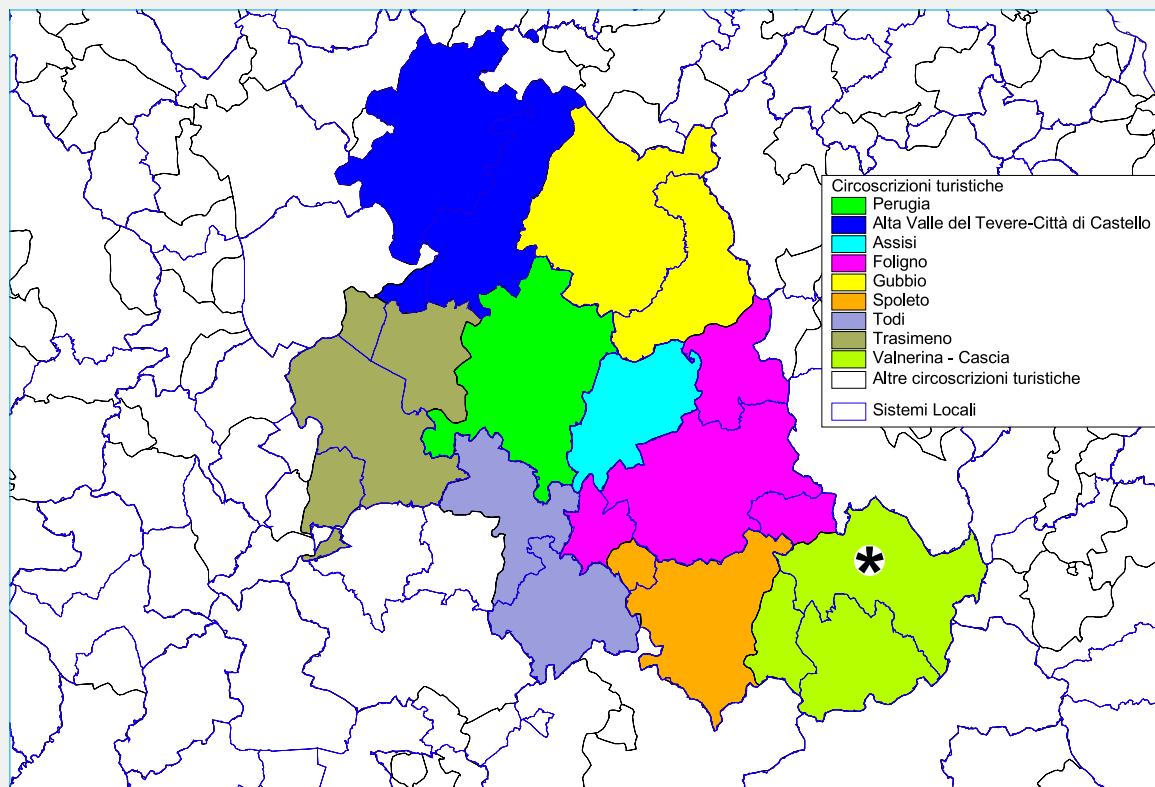 Circoscrizioni turistiche
Perugia
Alta Valle del Tevere-Città di Castello
Assisi
Foligno
Gubbio
Spoleto
Todi
Trasimeno
Valnerina - Cascia
Altre circoscrizioni turistiche
Sistemi Locali
*